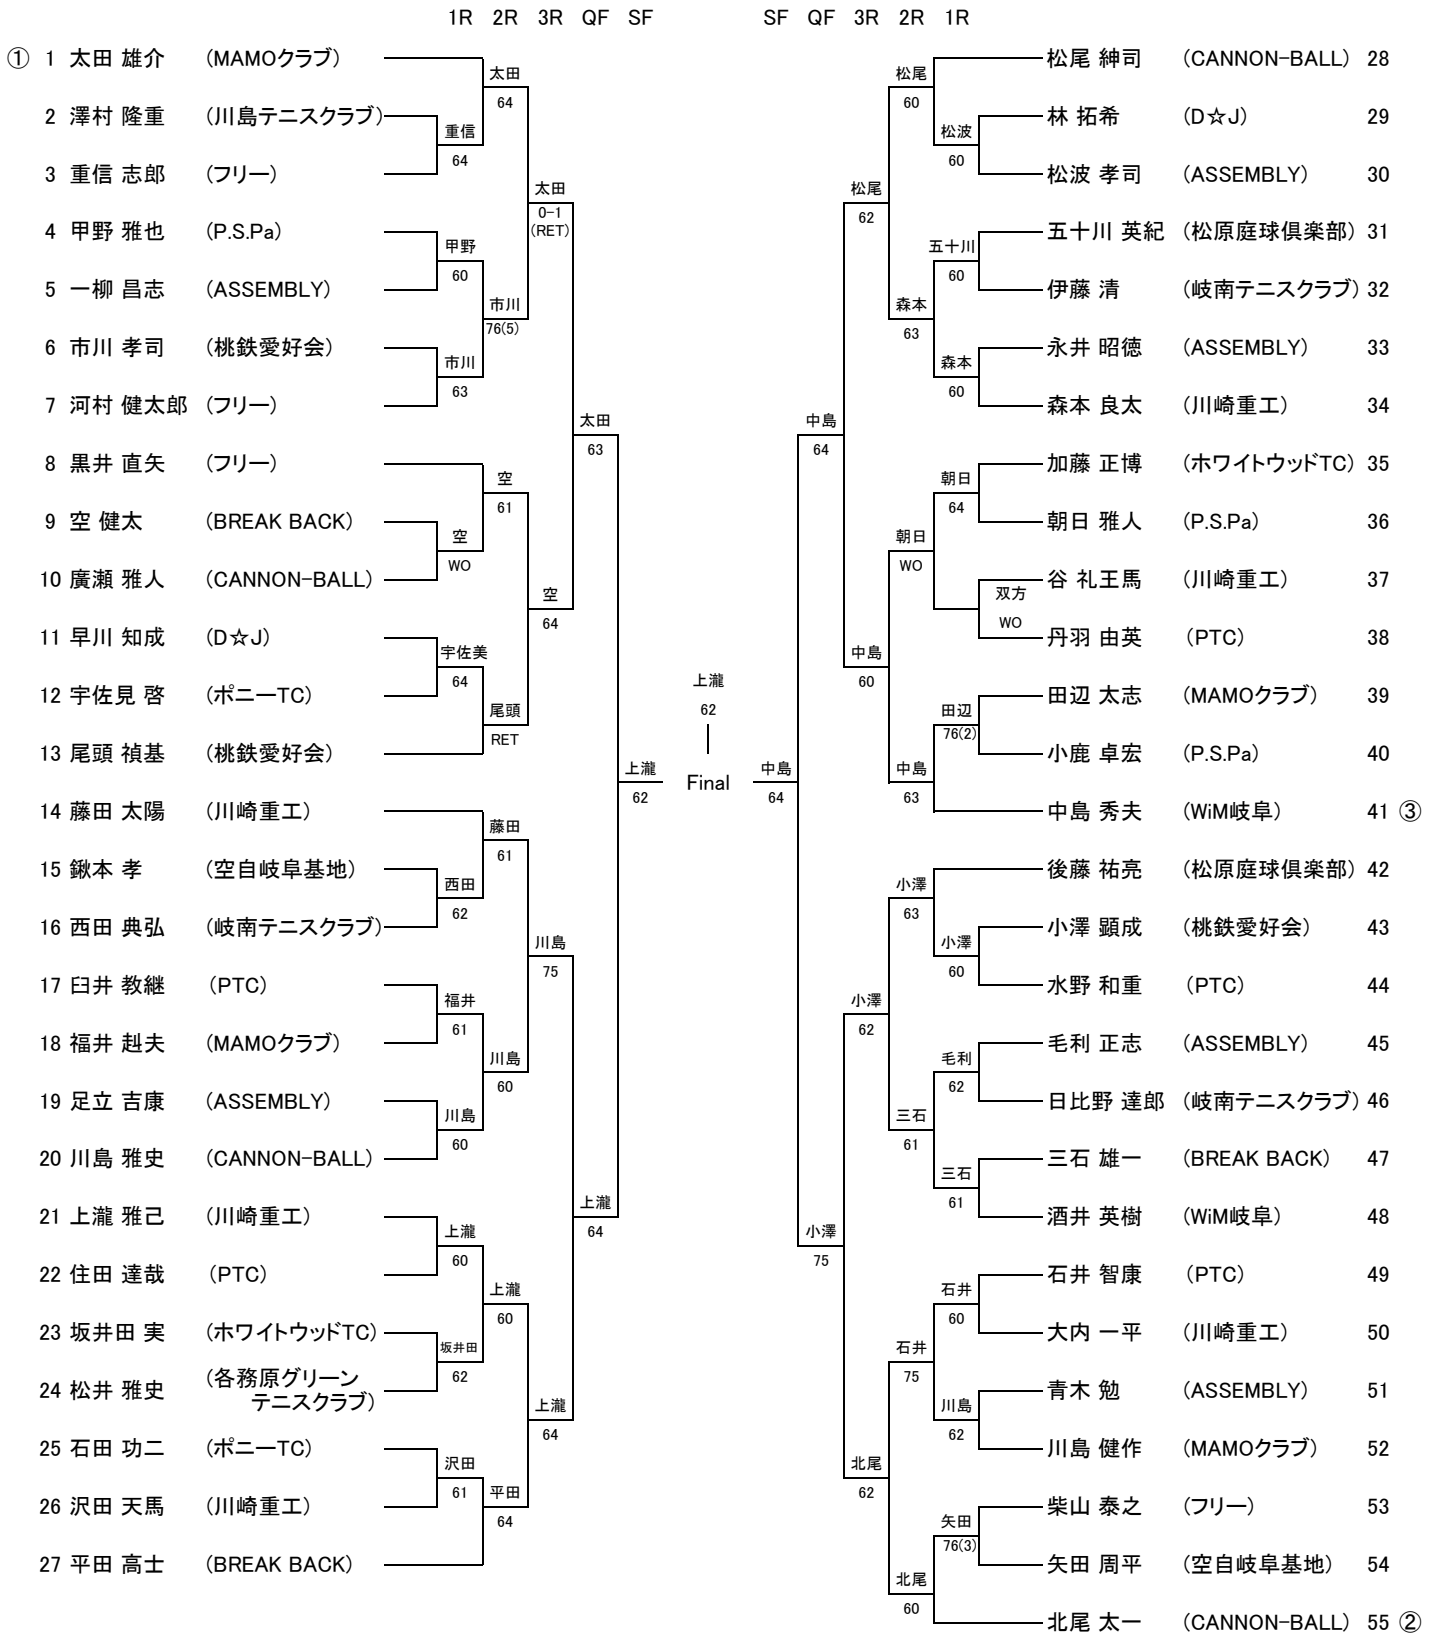 1R 2R 3R QF SF
SF QF 3R 2R 1R
① 1 太田 雄介 (MAMOクラブ)
2 澤村 隆重 (川島テニスクラブ)
3 重信 志郎 (フリー)
4 甲野 雅也 (P.S.Pa)
5 一柳 昌志 (ASSEMBLY)
6 市川 孝司 (桃鉄愛好会)
7 河村 健太郎 (フリー)
8 黒井 直矢 (フリー)
9 空 健太 (BREAK BACK)
10 廣瀬 雅人 (CANNON-BALL)
11 早川 知成 (D☆J)
12 宇佐見 啓 (ポニーTC)
13 尾頭 禎基 (桃鉄愛好会)
14 藤田 太陽 (川崎重工)
15 鍬本 孝 (空自岐阜基地)
16 西田 典弘 (岐南テニスクラブ)
17 臼井 教継 (PTC)
18 福井 赳夫 (MAMOクラブ)
19 足立 吉康 (ASSEMBLY)
20 川島 雅史 (CANNON-BALL)
21 上瀧 雅己 (川崎重工)
22 住田 達哉 (PTC)
23 坂井田 実 (ホワイトウッドTC)
24 松井 雅史 (各務原グリーン
テニスクラブ)
25 石田 功二 (ポニーTC)
26 沢田 天馬 (川崎重工)
27 平田 高士 (BREAK BACK)
重信
64
甲野
60
市川
63
空
WO
宇佐美
64
西田
62
福井
61
川島
60
上瀧
60
坂井田
62
沢田
61
太田
64
市川
76(5)
空
61
尾頭
RET
藤田
61
川島
60
上瀧
60
平田
64
太田
0-1
(RET)
空
64
川島
75
上瀧
64
太田
63
上瀧
64
上瀧
62
上瀧
62
Final
中島
64
中島
64
小澤
75
松尾
62
中島
60
小澤
62
北尾
62
松尾
60
森本
63
朝日
WO
中島
63
小澤
63
三石
61
石井
75
北尾
60
松波
60
五十川
60
森本
60
朝日
64
双方
WO
田辺
76(2)
小澤
60
毛利
62
三石
61
石井
60
川島
62
矢田
76(3)
松尾 紳司 (CANNON-BALL) 28
林 拓希 (D☆J) 29
松波 孝司 (ASSEMBLY) 30
五十川 英紀 (松原庭球倶楽部) 31
伊藤 清 (岐南テニスクラブ) 32
永井 昭徳 (ASSEMBLY) 33
森本 良太 (川崎重工) 34
加藤 正博 (ホワイトウッドTC) 35
朝日 雅人 (P.S.Pa) 36
谷 礼王馬 (川崎重工) 37
丹羽 由英 (PTC) 38
田辺 太志 (MAMOクラブ) 39
小鹿 卓宏 (P.S.Pa) 40
中島 秀夫 (WiM岐阜) 41 ③
後藤 祐亮 (松原庭球倶楽部) 42
小澤 顕成 (桃鉄愛好会) 43
水野 和重 (PTC) 44
毛利 正志 (ASSEMBLY) 45
日比野 達郎 (岐南テニスクラブ) 46
三石 雄一 (BREAK BACK) 47
酒井 英樹 (WiM岐阜) 48
石井 智康 (PTC) 49
大内 一平 (川崎重工) 50
青木 勉 (ASSEMBLY) 51
川島 健作 (MAMOクラブ) 52
柴山 泰之 (フリー) 53
矢田 周平 (空自岐阜基地) 54
北尾 太一 (CANNON-BALL) 55 ②